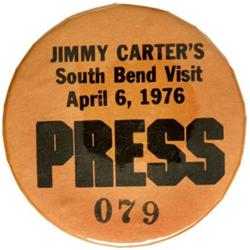 JIMMY CARTER'S
South Bend Visit
April 6, 1976
PRESS
079